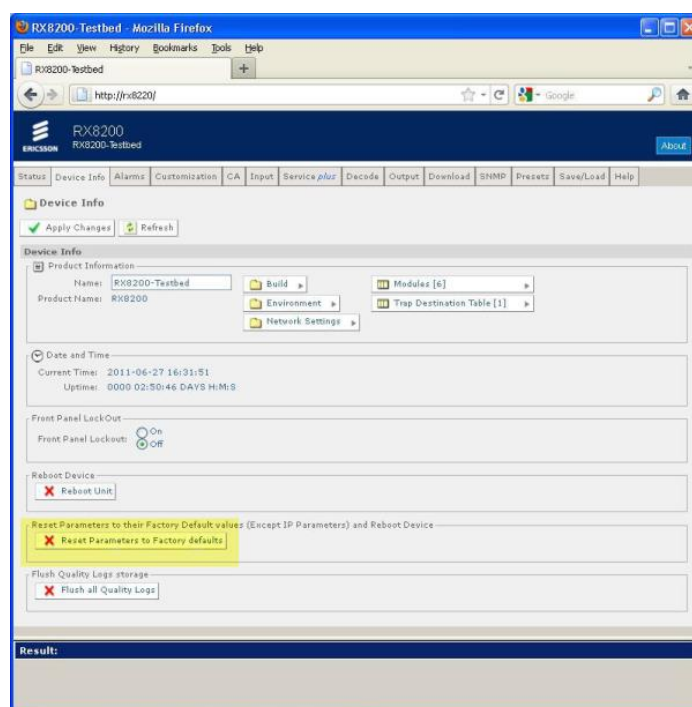 RX8200-Testbed - Mozilla Firefox
File Edit View History Bookmarks Tools Help
RX8200-Testbed +
http://rx8220/ Google
ERICSSON
RX8200
RX8200-Testbed
About
Status Device Info Alarms Customization CA Input Service plus Decode Output Download SNMP Presets Save/Load Help
Device Info
Apply Changes Refresh
Device Info
Product Information
Name: RX8200-Testbed Build Modules [6]
Product Name: RX8200 Environment Trap Destination Table [1]
Network Settings
Date and Time
Current Time: 2011-06-27 16:31:51
Uptime: 0000 02:50:46 DAYS H:M:S
Front Panel LockOut
Front Panel Lockout: On
Off
Reboot Device
Reboot Unit
Reset Parameters to their Factory Default values (Except IP Parameters) and Reboot Device
Reset Parameters to Factory defaults
Flush Quality Logs storage
Flush all Quality Logs
Result: